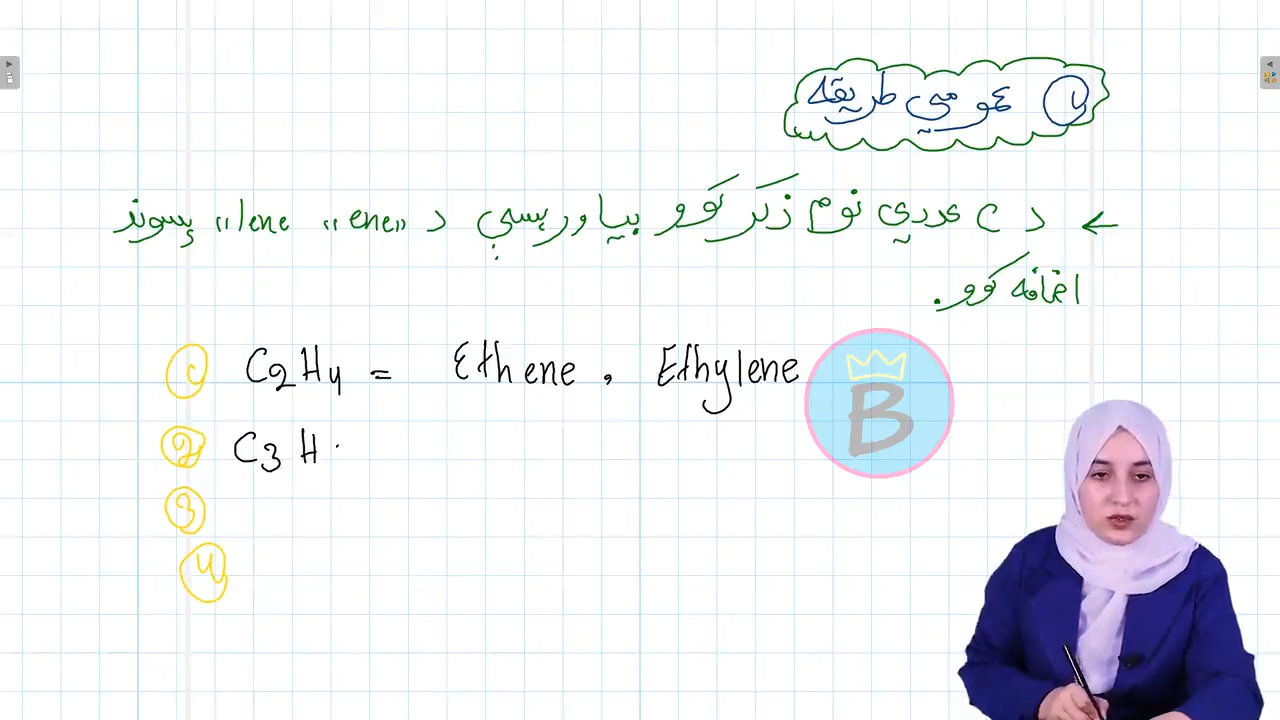 ۱ عمومي طریقه
← د C عددي نوم ذکر کوو بیا ورپسې د «ene» «lene» پسوند
اضافه کوو.
1 C2H4 = Ethene , Ethylene
B
2 C3H
3
4